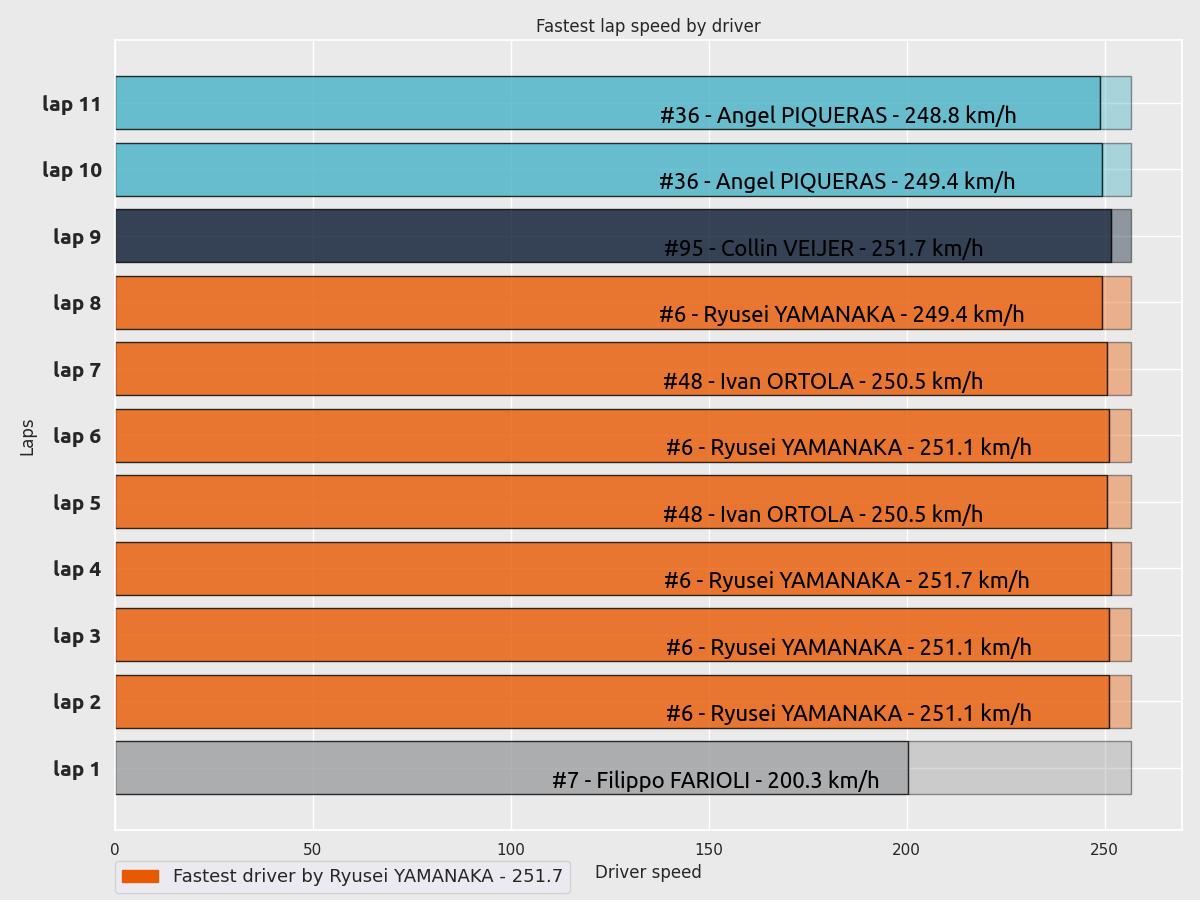 Fastest lap speed by driver
lap 11
#36 - Angel PIQUERAS - 248.8 km/h
lap 10
#36 - Angel PIQUERAS - 249.4 km/h
lap 9
#95 - Collin VEIJER - 251.7 km/h
lap 8
#6 - Ryusei YAMANAKA - 249.4 km/h
lap 7
#48 - Ivan ORTOLA - 250.5 km/h
Laps
lap 6
#6 - Ryusei YAMANAKA - 251.1 km/h
lap 5
#48 - Ivan ORTOLA - 250.5 km/h
lap 4
#6 - Ryusei YAMANAKA - 251.7 km/h
lap 3
#6 - Ryusei YAMANAKA - 251.1 km/h
lap 2
#6 - Ryusei YAMANAKA - 251.1 km/h
lap 1
#7 - Filippo FARIOLI - 200.3 km/h
0 50 100 150 200 250
Driver speed
Fastest driver by Ryusei YAMANAKA - 251.7